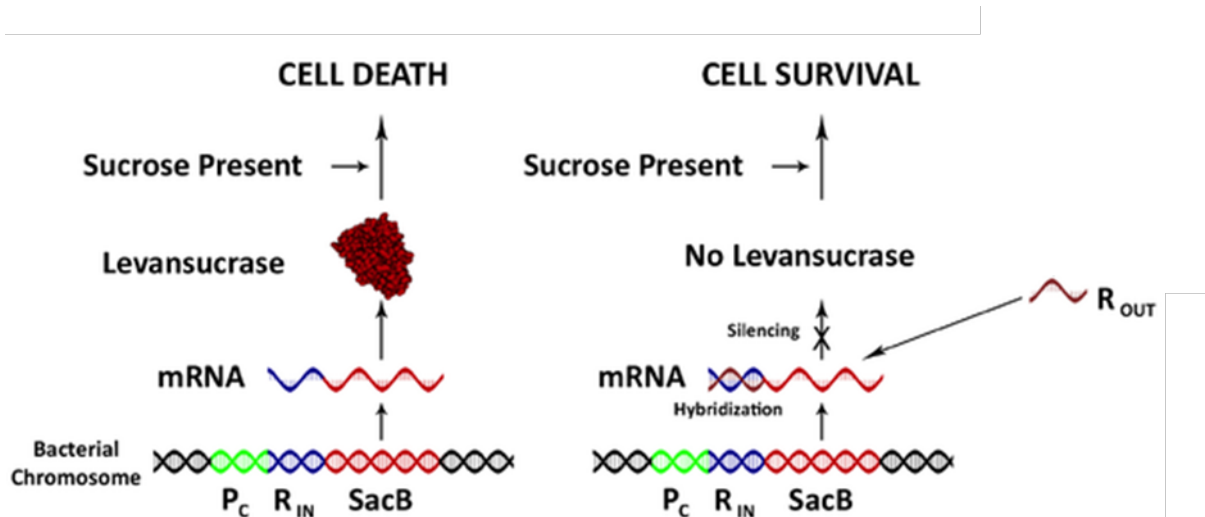 CELL DEATH
Sucrose Present
Levansucrase
mRNA
Bacterial
Chromosome
P C R IN SacB
CELL SURVIVAL
Sucrose Present
No Levansucrase
Silencing
R OUT
mRNA
Hybridization
P C R IN SacB